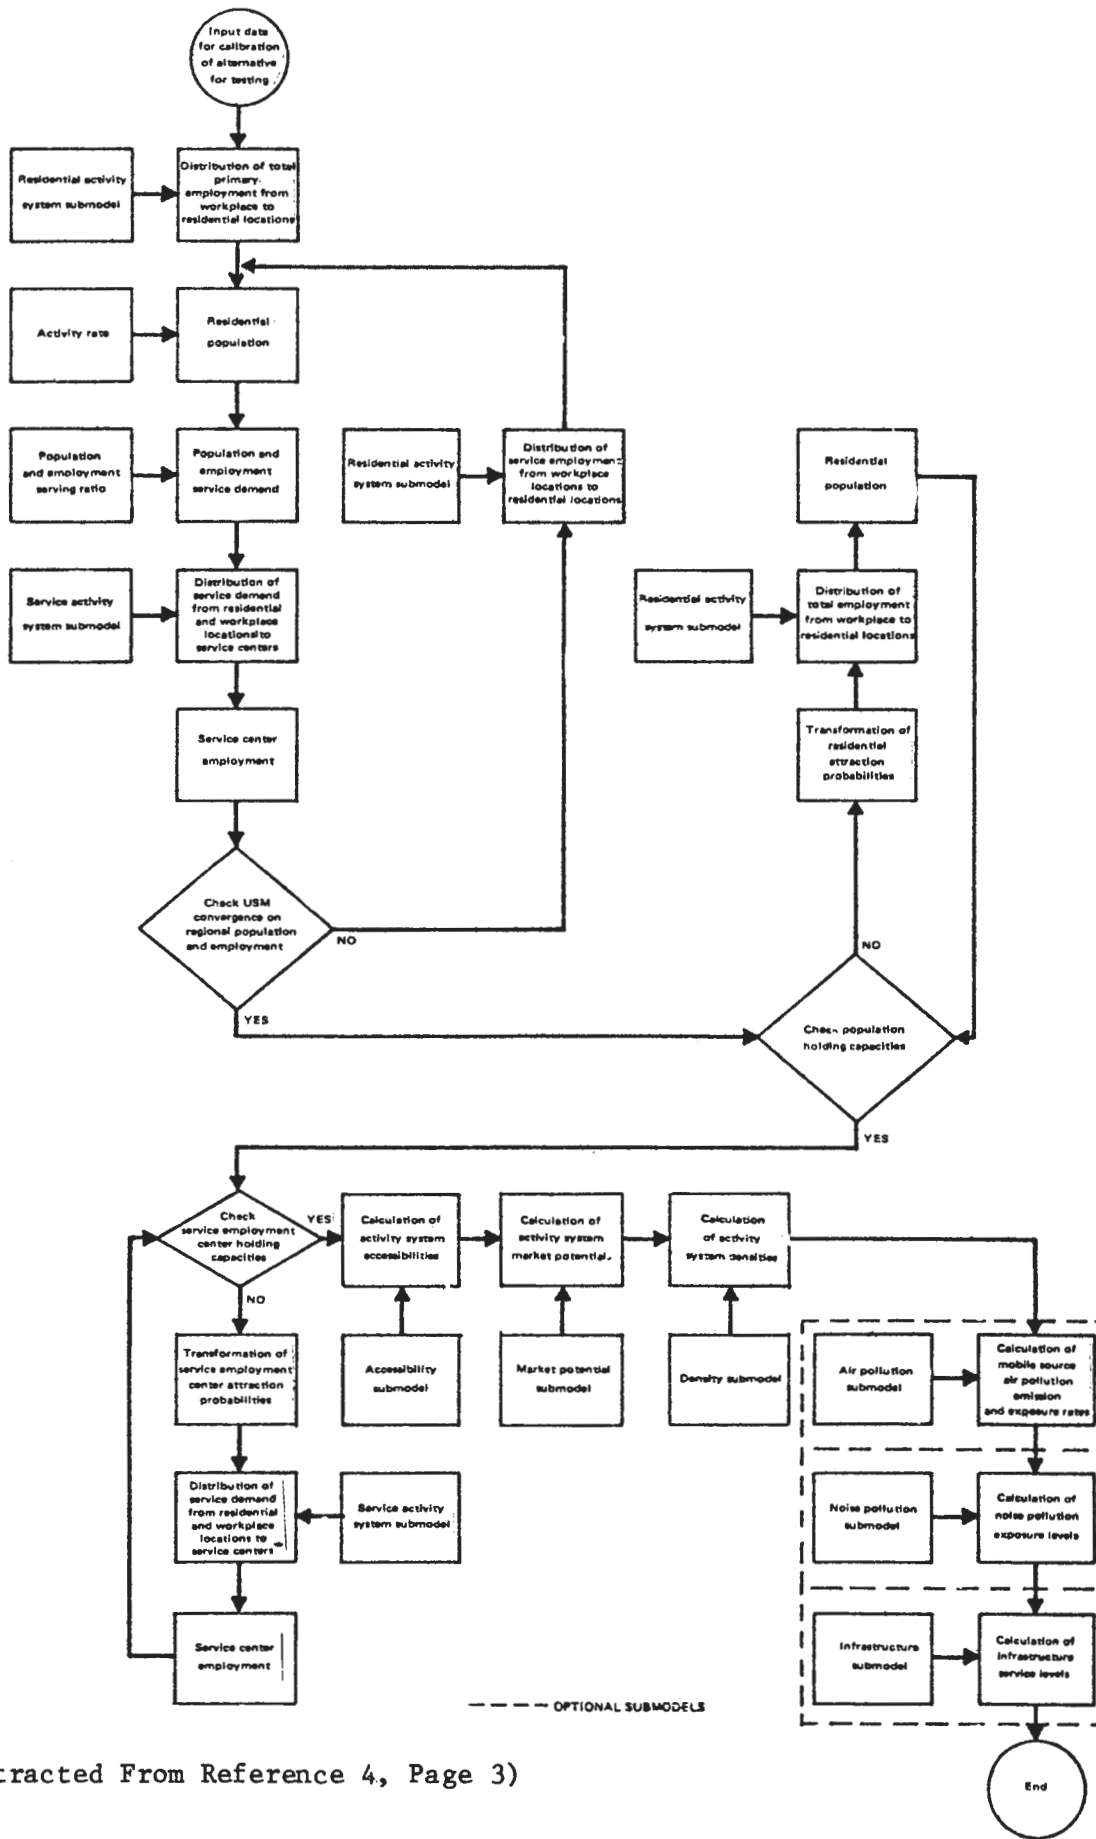 Input data
for calibration
of alternative
for testing
Residential activity
system submodel
Distribution of total
primary
employment from
workplace to
residential locations
Activity rate
Residential
population
Population
and employment
serving ratio
Population and
employment
service demand
Residential activity
system submodel
Distribution of
service employment
from workplace
locations to
residential locations
Residential
population
Service activity
system submodel
Distribution of
service demand
from residential
and workplace
locations to
service centers
Residential activity
system submodel
Distribution of
total employment
from workplace to
residential locations
Service center
employment
Transformation of
residential
attraction
probabilities
Check USM
convergence on
regional population
and employment
NO
NO
YES
Check population
holding capacities
YES
Check
service employment
center holding
capacities
YES
Calculation of
activity system
accessibilities
Calculation of
activity system
market potential
Calculation
of activity
system densities
NO
Transformation of
service employment
center attraction
probabilities
Accessibility
submodel
Market potential
submodel
Density submodel
Air pollution
submodel
Calculation of
mobile source
air pollution
emission
and exposure rates
Distribution of
service demand
from residential
and workplace
locations to
service centers
Service activity
system submodel
Noise pollution
submodel
Calculation of
noise pollution
exposure levels
Service center
employment
Infrastructure
submodel
Calculation of
infrastructure
service levels
OPTIONAL SUBMODELS
tracted From Reference 4, Page 3)
End